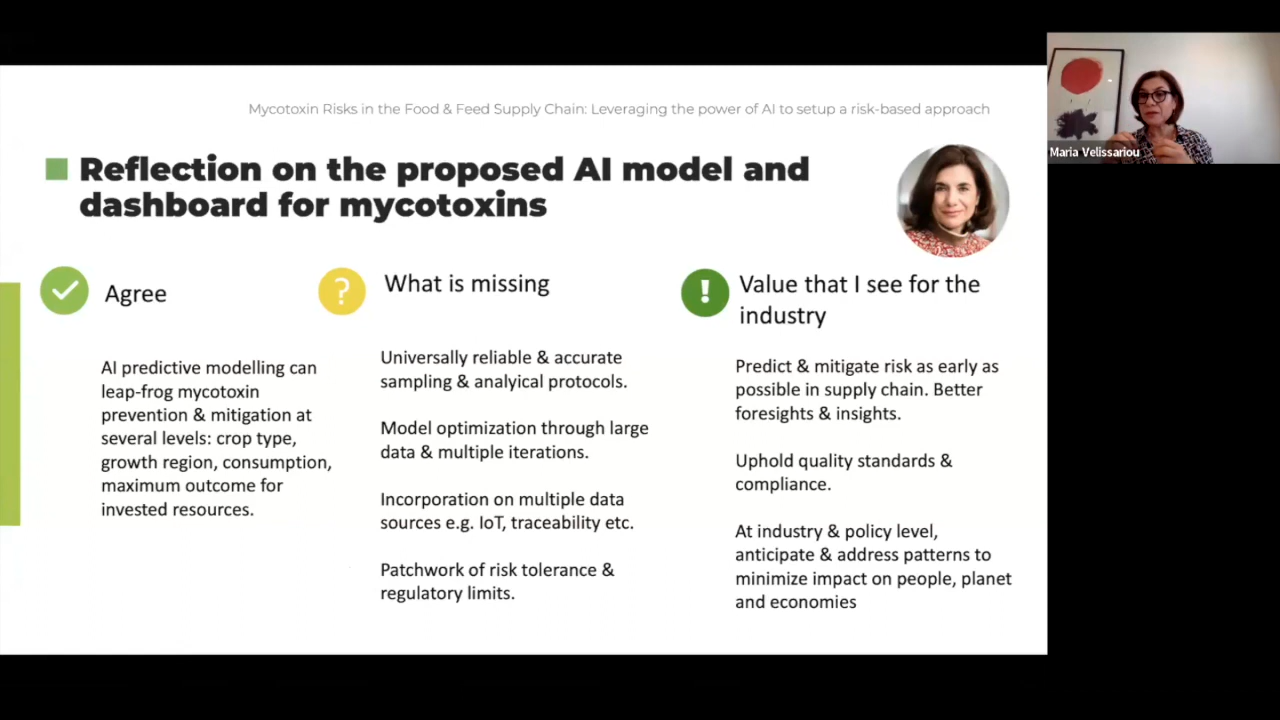 Mycotoxin Risks in the Food & Feed Supply Chain: Leveraging the power of AI to setup a risk-based approach
Reflection on the proposed AI model and
dashboard for mycotoxins
Maria Velissariou
Agree
AI predictive modelling can
leap-frog mycotoxin
prevention & mitigation at
several levels: crop type,
growth region, consumption,
maximum outcome for
invested resources.
?
What is missing
Universally reliable & accurate
sampling & analyical protocols.
Model optimization through large
data & multiple iterations.
Incorporation on multiple data
sources e.g. IoT, traceability etc.
Patchwork of risk tolerance &
regulatory limits.
!
Value that I see for the
industry
Predict & mitigate risk as early as
possible in supply chain. Better
foresights & insights.
Uphold quality standards &
compliance.
At industry & policy level,
anticipate & address patterns to
minimize impact on people, planet
and economies